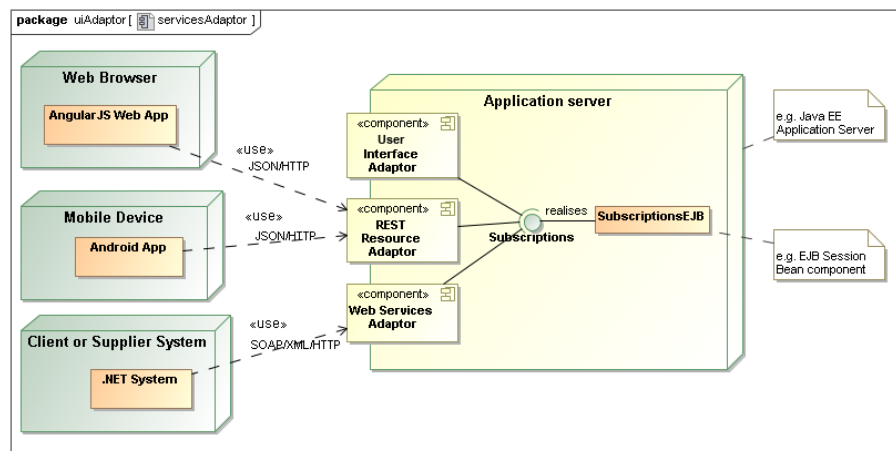 package uiAdaptor [ servicesAdaptor ]
Web Browser
AngularJS Web App
«use»
JSON/HTTP
Mobile Device
Android App
«use»
JSON/HTTP
Client or Supplier System
.NET System
«use»
SOAP/XML/HTTP
Application server
«component»
User
Interface
Adaptor
«component»
REST
Resource
Adaptor
«component»
Web Services
Adaptor
Subscriptions
realises
SubscriptionsEJB
e.g. Java EE
Application Server
e.g. EJB Session
Bean component